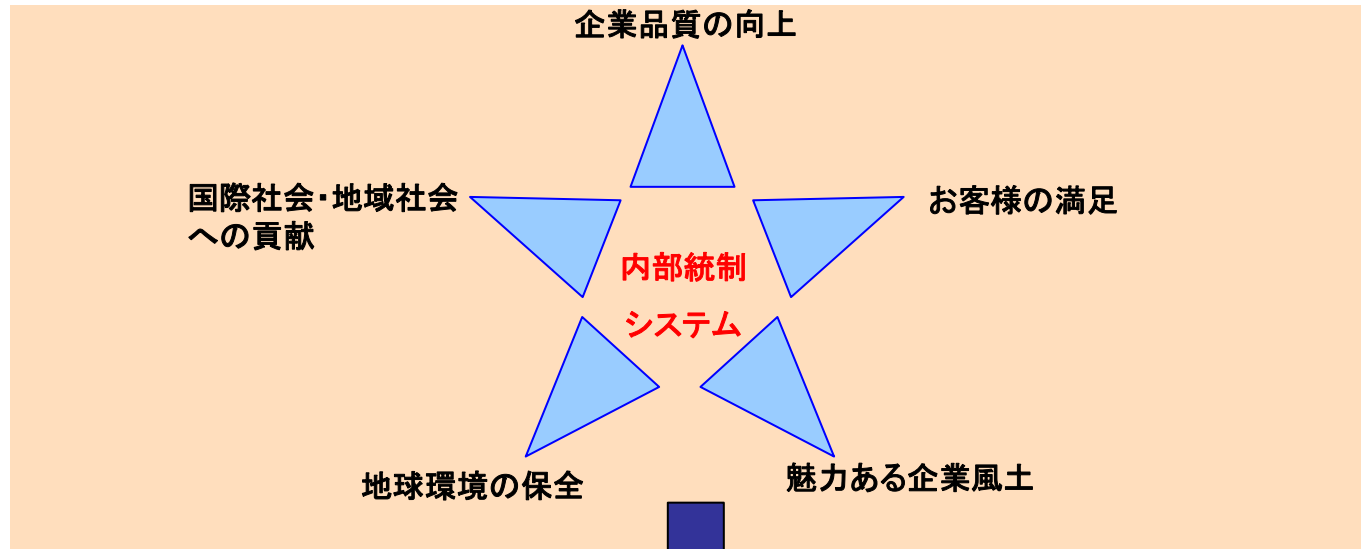 企業品質の向上
国際社会・地域社会
への貢献
お客様の満足
内部統制
システム
地球環境の保全
魅力ある企業風土